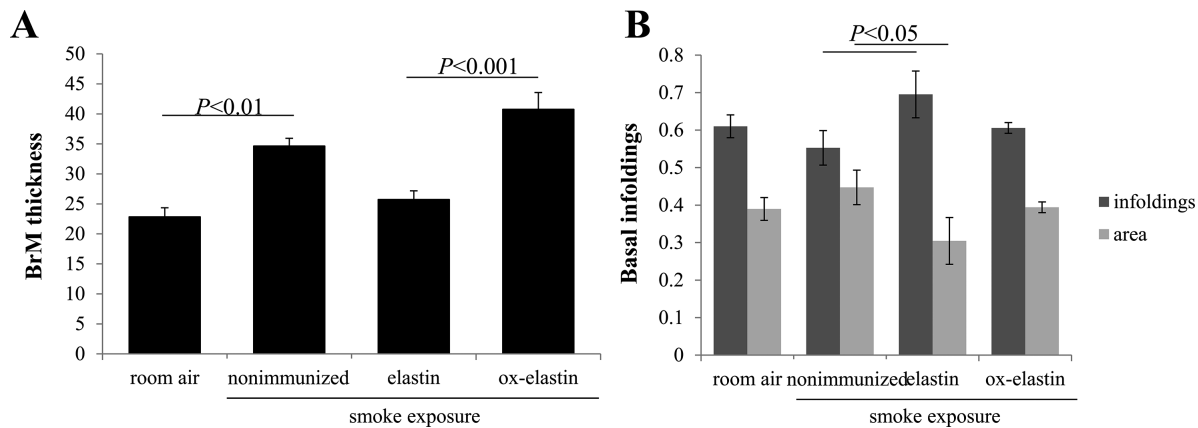 A
BrM thickness
50
45
40
35
30
25
20
15
10
5
0
P<0.01
P<0.001
room air nonimmunized elastin ox-elastin
smoke exposure
B
Basal infoldings
0.8
0.7
0.6
0.5
0.4
0.3
0.2
0.1
0
P<0.05
infoldings
area
room air nonimmunized elastin ox-elastin
smoke exposure